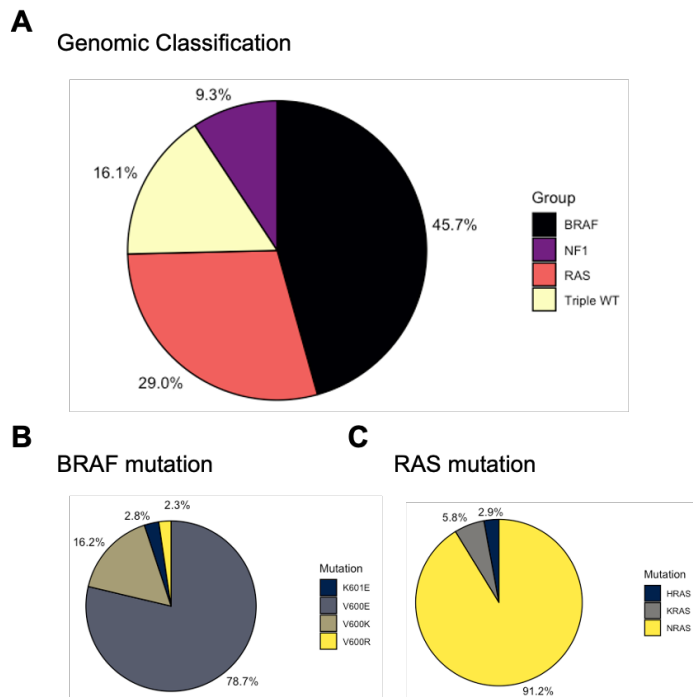 A
Genomic Classification
9.3%
16.1%
45.7%
29.0%
Group
BRAF
NF1
RAS
Triple WT
B
BRAF mutation
2.3%
2.8%
16.2%
78.7%
Mutation
K601E
V600E
V600K
V600R
C
RAS mutation
5.8%
2.9%
91.2%
Mutation
HRAS
KRAS
NRAS